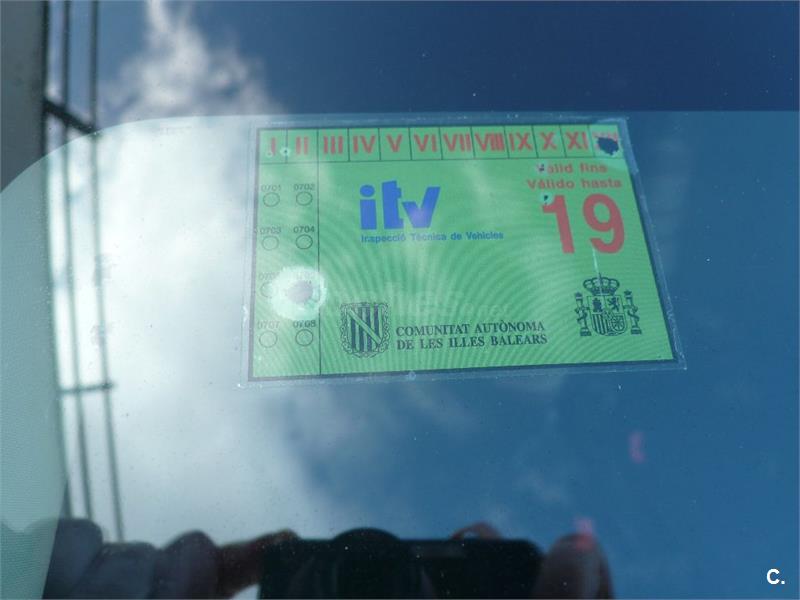 I II III IV V VI VII VIII IX X XI
Valid fins
Válido hasta
19
0701 0702
0703 0704
0707 0708
itv
Inspecció Tècnica de Vehicles
COMUNITAT AUTÒNOMA
DE LES ILLES BALEARS
C.